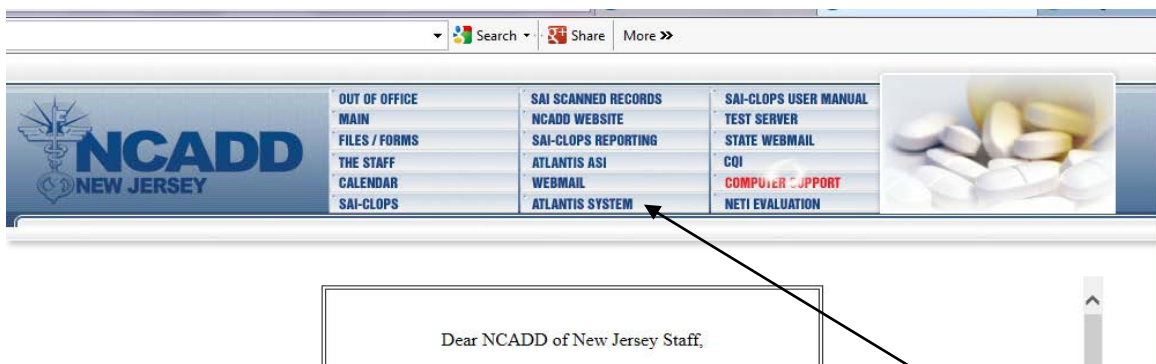 Search
Share
More »
NCADD
NEW JERSEY
OUT OF OFFICE
MAIN
FILES / FORMS
THE STAFF
CALENDAR
SAI-CLOPS
SAI SCANNED RECORDS
NCADD WEBSITE
SAI-CLOPS REPORTING
ATLANTIS ASI
WEBMAIL
ATLANTIS SYSTEM
SAI-CLOPS USER MANUAL
TEST SERVER
STATE WEBMAIL
CQI
COMPUTER SUPPORT
NETI EVALUATION
Dear NCADD of New Jersey Staff,